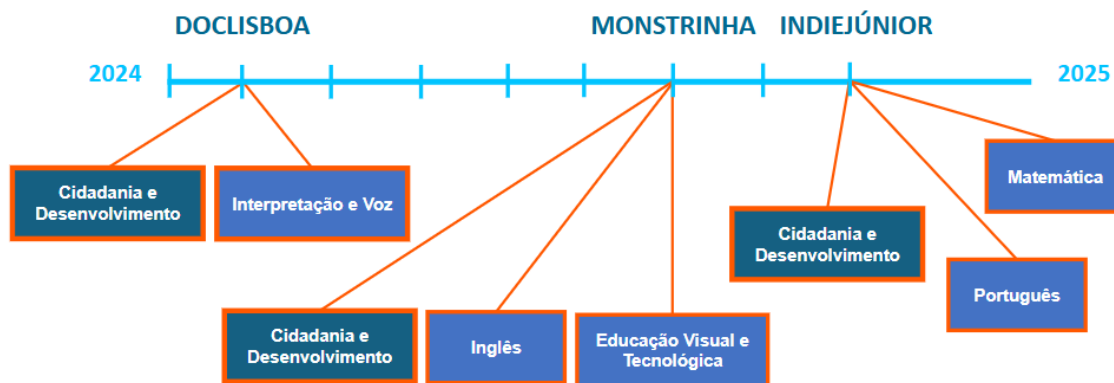 DOCLISBOA
MONSTRINHA
INDIEJÚNIOR
2024
2025
Cidadania e
Desenvolvimento
Interpretação e Voz
Cidadania e
Desenvolvimento
Inglês
Educação Visual e
Tecnológica
Cidadania e
Desenvolvimento
Português
Matemática